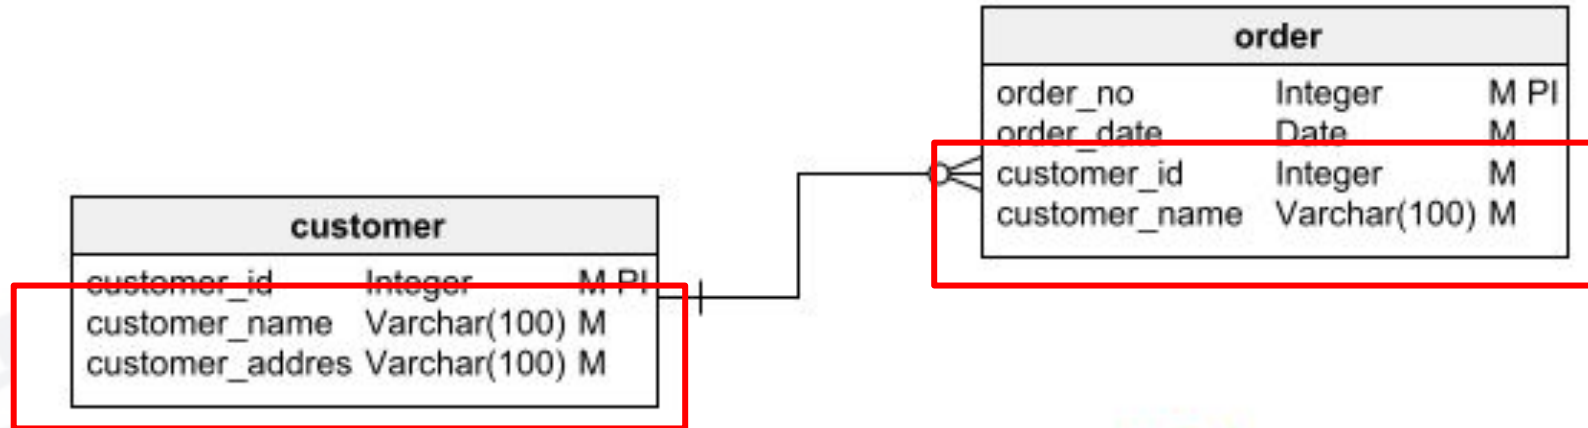 order
order_no Integer M PI
order_date Date M
customer_id Integer M
customer_name Varchar(100) M
customer
customer_id Integer M PI
customer_name Varchar(100) M
customer_addres Varchar(100) M